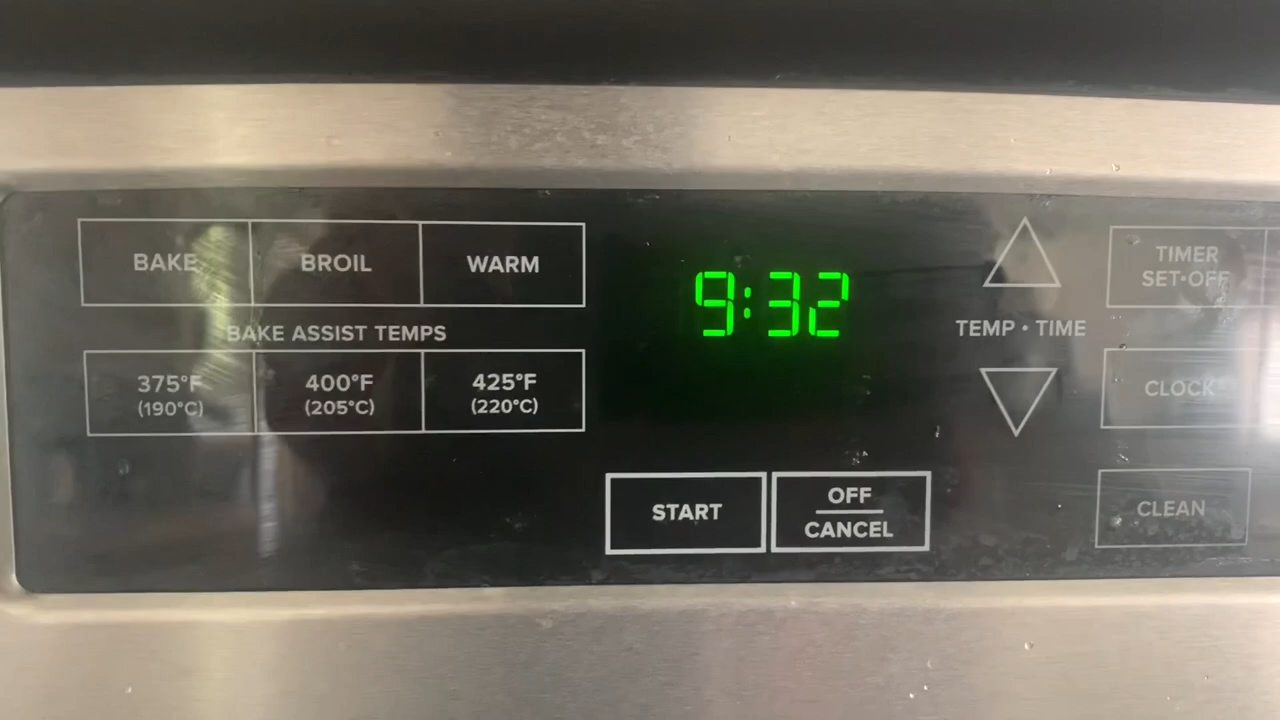 BAKE BROIL WARM
BAKE ASSIST TEMPS
375°F 400°F 425°F
(190°C) (205°C) (220°C)
9:32
START
OFF
CANCEL
TEMP • TIME
TIMER
SET•OFF
CLOCK
CLEAN